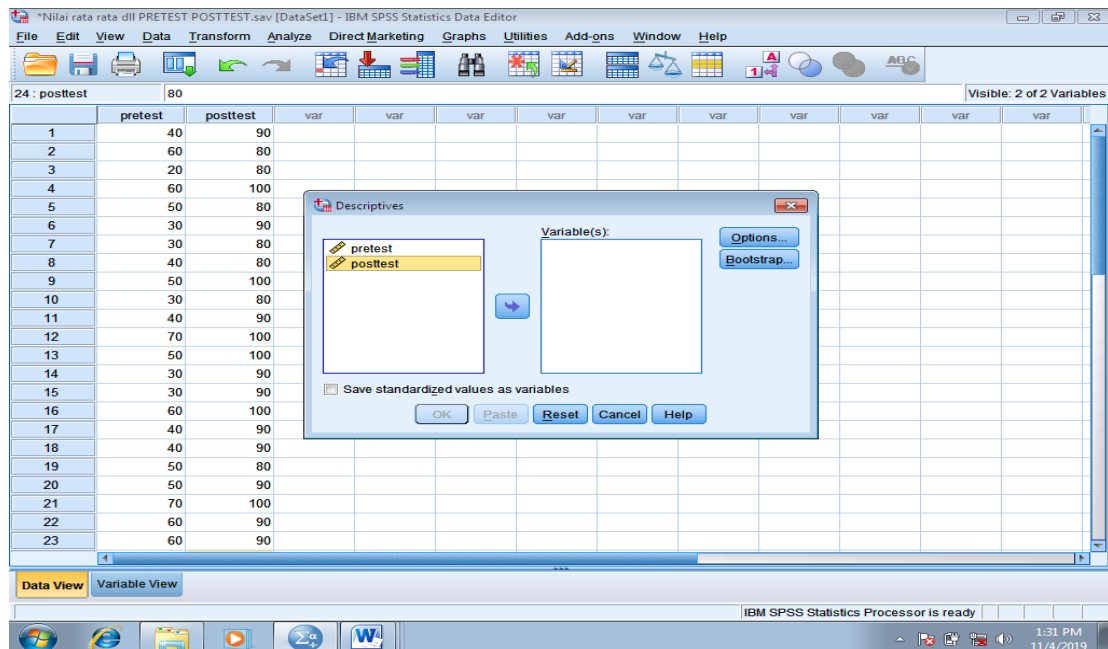 *Nilai rata rata dll PRETEST POSTTEST.sav [DataSet1] - IBM SPSS Statistics Data Editor
File Edit View Data Transform Analyze Direct Marketing Graphs Utilities Add-ons Window Help
24 : posttest 80 Visible: 2 of 2 Variables
pretest posttest var var var var var var var var var var
1 40 90
2 60 80
3 20 80
4 60 100
5 50 80
6 30 90
7 30 80
8 40 80
9 50 100
10 30 80
11 40 90
12 70 100
13 50 100
14 30 90
15 30 90
16 60 100
17 40 90
18 40 90
19 50 80
20 50 90
21 70 100
22 60 90
23 60 90
Descriptives
Variable(s):
pretest
posttest
Options...
Bootstrap...
Save standardized values as variables
OK Paste Reset Cancel Help
Data View Variable View
IBM SPSS Statistics Processor is ready
1:31 PM
11/4/2019